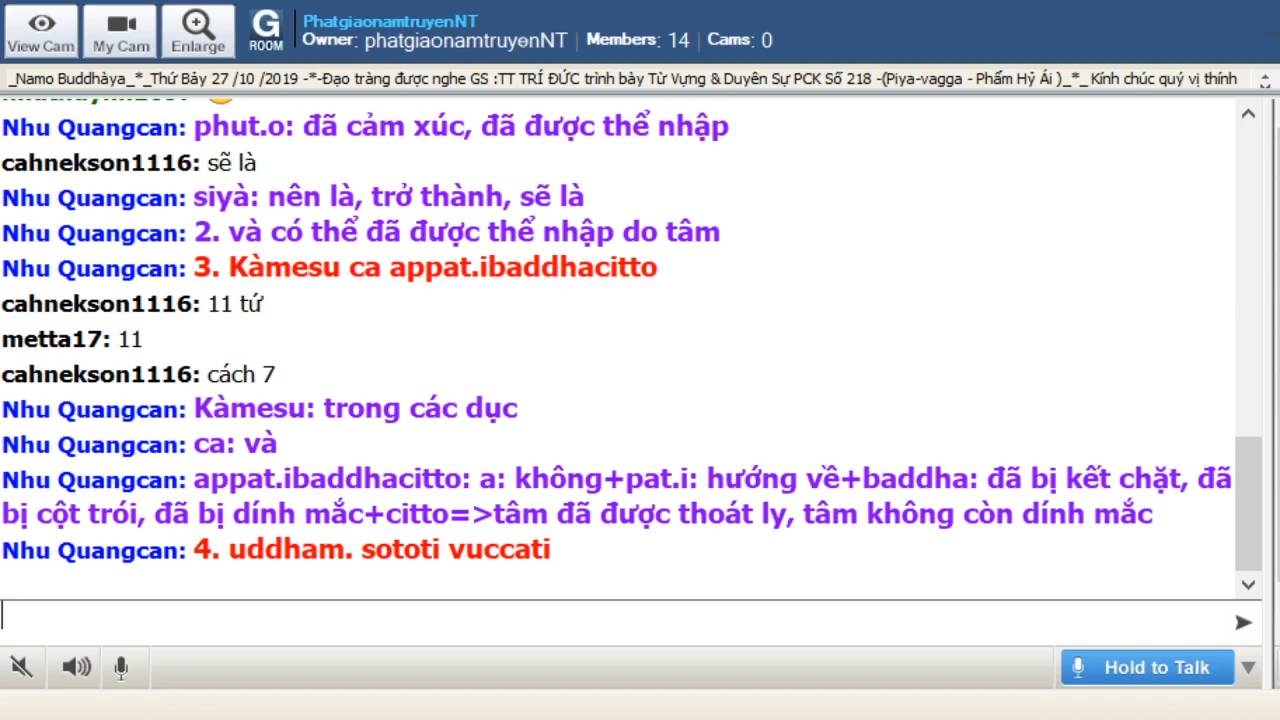 View Cam
My Cam
Enlarge
G
ROOM
PhatgiaonamtruyenNT
Owner: phatgiaonamtruyenNT | Members: 14 | Cams: 0
_Namo Buddhàya_*_Thứ Bảy 27 /10 /2019 -*-Đạo tràng được nghe GS :TT TRÍ ĐỨC trình bày Từ Vựng & Duyên Sự PCK Số 218 -(Piya-vagga - Phẩm Hỷ Ái )_*_ Kính chúc quý vị thính
Nhu Quangcan: phut.o: đã cảm xúc, đã được thể nhập
cahnekson1116: sẽ là
Nhu Quangcan: siyà: nên là, trở thành, sẽ là
Nhu Quangcan: 2. và có thể đã được thể nhập do tâm
Nhu Quangcan: 3. Kàmesu ca appat.ibaddhacitto
cahnekson1116: 11 tứ
metta17: 11
cahnekson1116: cách 7
Nhu Quangcan: Kàmesu: trong các dục
Nhu Quangcan: ca: và
Nhu Quangcan: appat.ibaddhacitto: a: không+pat.i: hướng về+baddha: đã bị kết chặt, đã
bị cột trói, đã bị dính mắc+citto=>tâm đã được thoát ly, tâm không còn dính mắc
Nhu Quangcan: 4. uddham. sototi vuccati
Hold to Talk